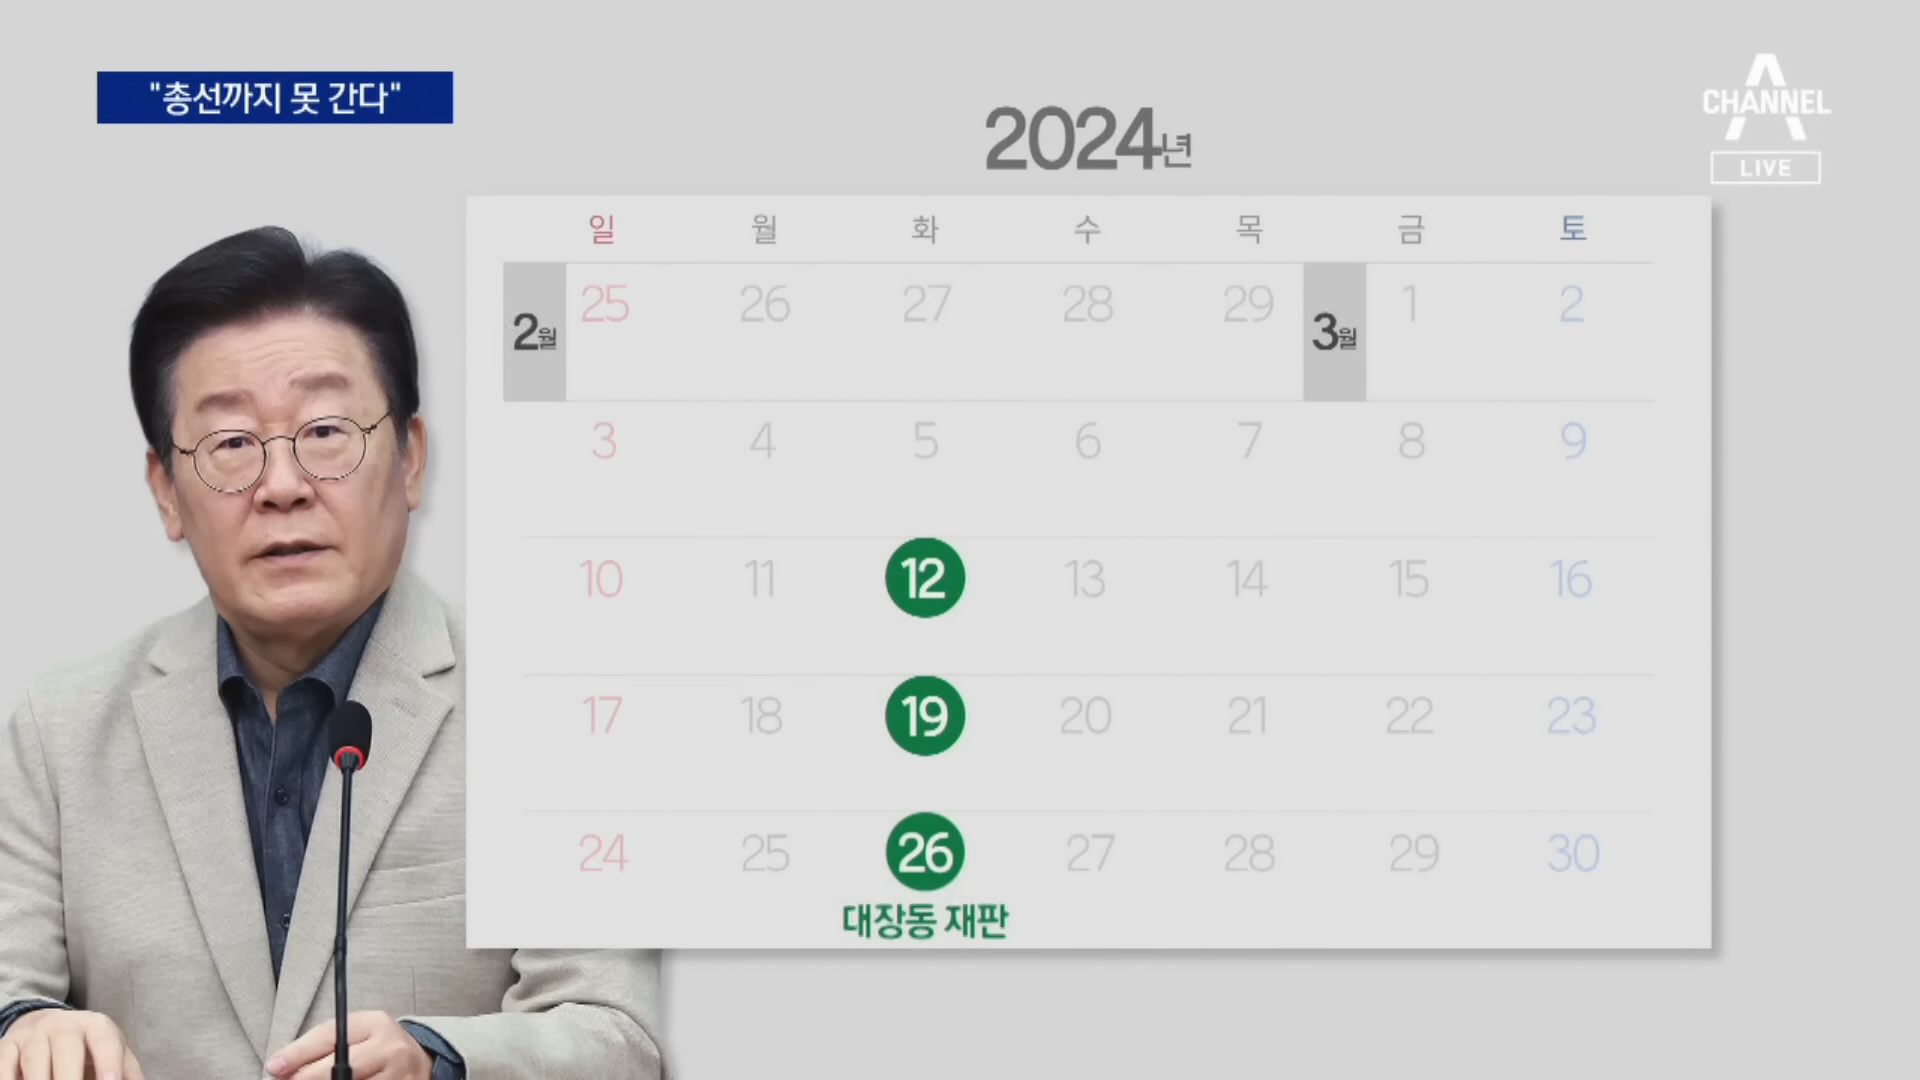 "총선까지 못 간다"
CHANNEL A
LIVE
2024년
일 월 화 수 목 금 토
2월 25 26 27 28 29 3월 1 2
3 4 5 6 7 8 9
10 11 12 13 14 15 16
17 18 19 20 21 22 23
24 25 26 27 28 29 30
대장동 재판